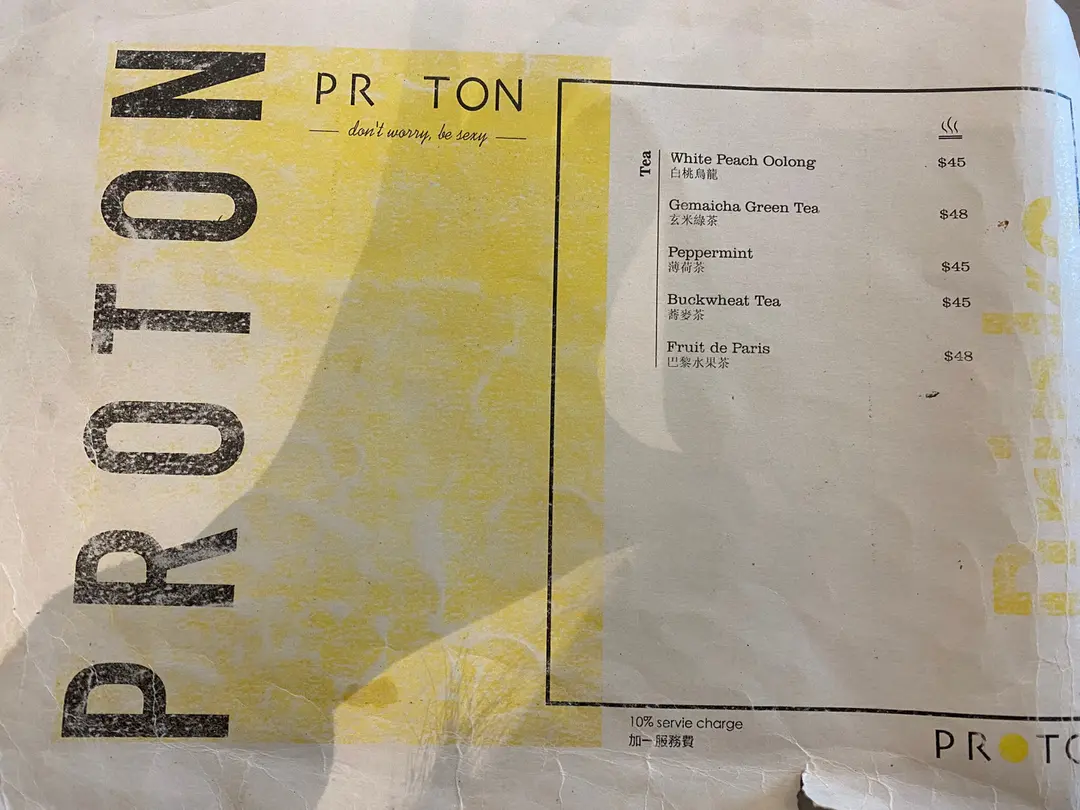 PROTON
PR TON
don't worry, be sexy
Tea
White Peach Oolong $45
白桃烏龍
Gemaicha Green Tea $48
玄米綠茶
Peppermint $45
薄荷茶
Buckwheat Tea $45
蕎麥茶
Fruit de Paris $48
巴黎水果茶
10% servie charge
加一服務費